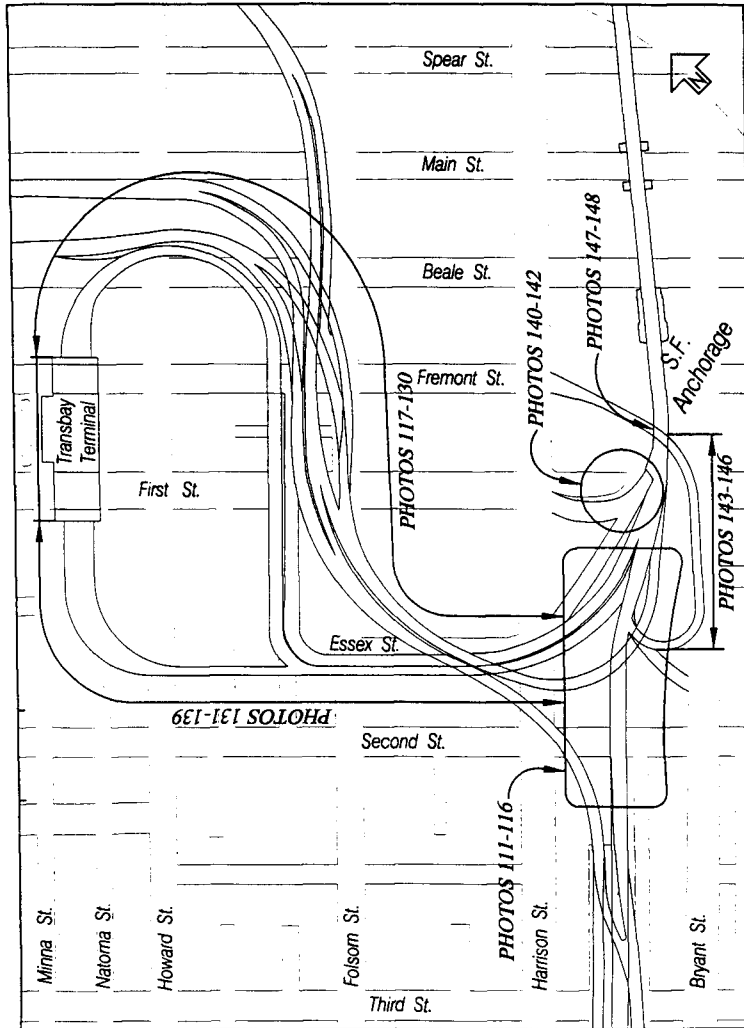 Spear St.
N
Main St.
PHOTOS 147-148
Beale St.
PHOTOS 140-142
S.F.
Anchorage
Fremont St.
Transbay
Terminal
PHOTOS 117-130
First St.
PHOTOS 143-146
Essex St.
PHOTOS 131-139
Second St.
PHOTOS 111-116
Minna St.
Natoma St.
Howard St.
Folsom St.
Harrison St.
Bryant St.
Third St.